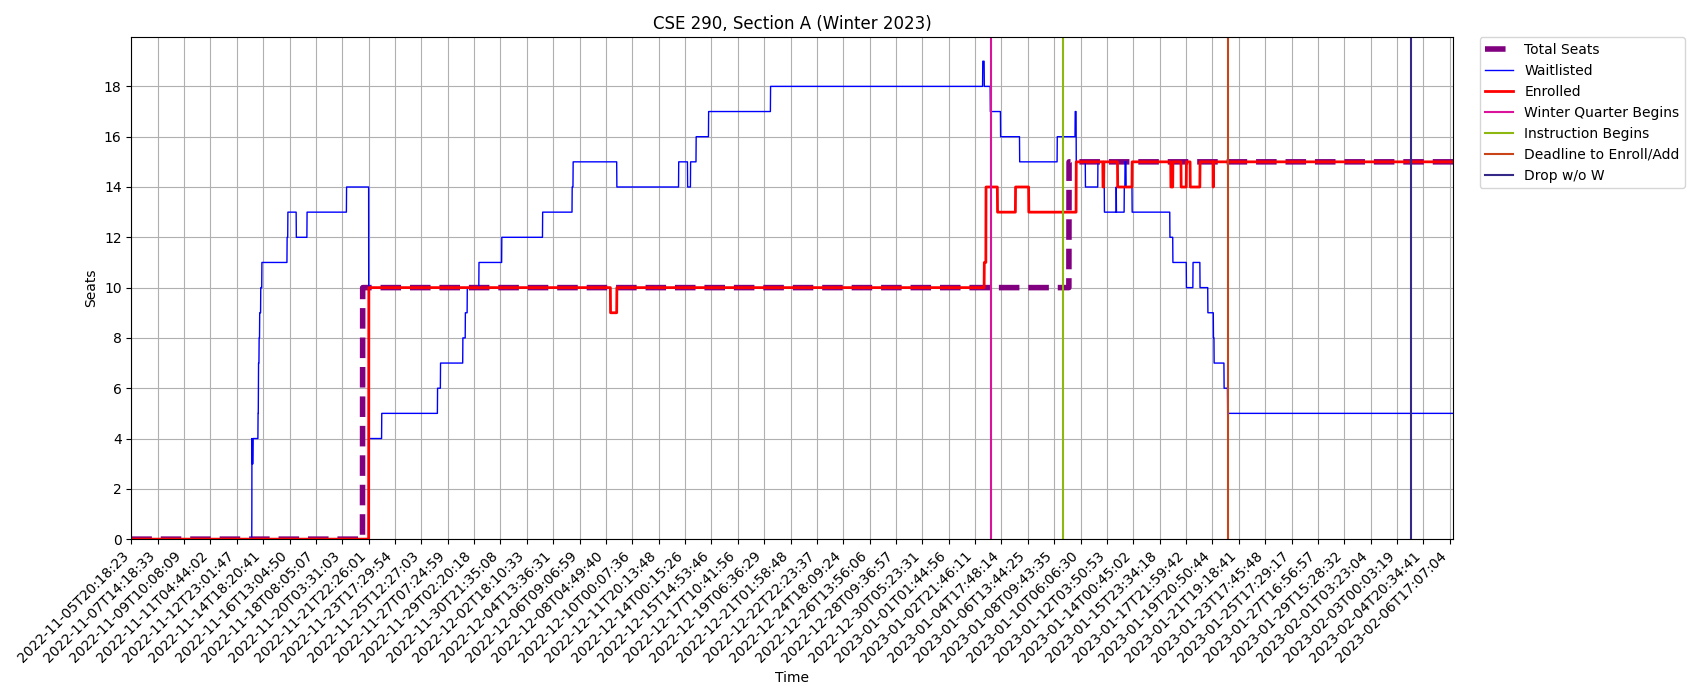 CSE 290, Section A (Winter 2023)
Total Seats
Waitlisted
Enrolled
Winter Quarter Begins
Instruction Begins
Deadline to Enroll/Add
Drop w/o W
Seats
18
16
14
12
10
8
6
4
2
0
2022-11-05T20:18:23
2022-11-07T14:18:33
2022-11-09T10:08:09
2022-11-11T04:44:02
2022-11-12T23:01:47
2022-11-14T18:20:41
2022-11-16T13:04:50
2022-11-18T08:05:07
2022-11-20T03:31:03
2022-11-21T22:26:01
2022-11-23T17:29:54
2022-11-25T12:27:03
2022-11-27T07:24:59
2022-11-29T02:20:18
2022-11-30T21:35:08
2022-12-02T18:10:33
2022-12-04T13:36:31
2022-12-06T09:06:59
2022-12-08T04:49:40
2022-12-10T00:07:36
2022-12-11T20:13:48
2022-12-14T00:15:26
2022-12-15T14:53:46
2022-12-17T10:41:56
2022-12-19T06:36:29
2022-12-21T01:58:48
2022-12-22T22:23:37
2022-12-24T18:09:24
2022-12-26T13:56:06
2022-12-28T09:36:57
2022-12-30T05:23:31
2023-01-01T01:44:56
2023-01-02T21:46:11
2023-01-04T17:48:14
2023-01-06T13:44:25
2023-01-08T09:43:35
2023-01-10T06:06:30
2023-01-12T03:50:53
2023-01-14T00:45:02
2023-01-15T23:34:18
2023-01-17T21:59:42
2023-01-19T20:50:44
2023-01-21T19:18:41
2023-01-23T17:45:48
2023-01-25T17:29:17
2023-01-27T16:56:57
2023-01-29T15:28:32
2023-02-01T03:23:04
2023-02-03T00:03:19
2023-02-04T20:34:41
2023-02-06T17:07:04
Time